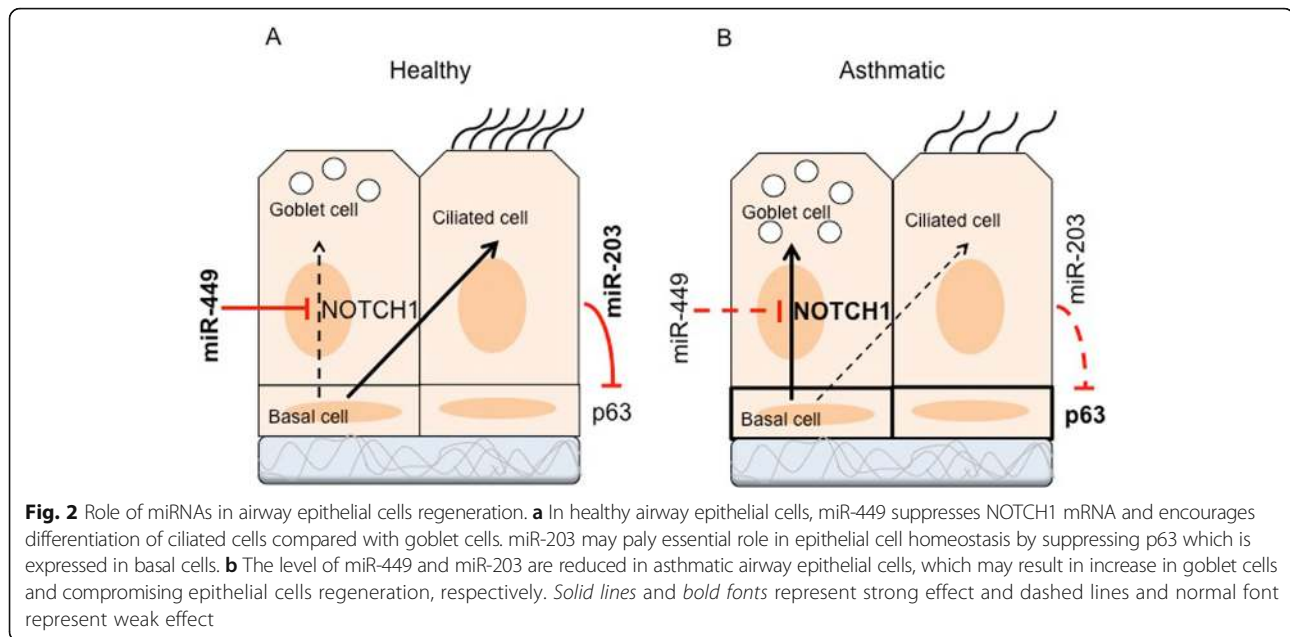 A
Healthy
Goblet cell
Ciliated cell
miR-449
NOTCH1
miR-203
Basal cell
p63
B
Asthmatic
Goblet cell
Ciliated cell
miR-449
NOTCH1
miR-203
Basal cell
p63
Fig. 2 Role of miRNAs in airway epithelial cells regeneration. a In healthy airway epithelial cells, miR-449 suppresses NOTCH1 mRNA and encourages
differentiation of ciliated cells compared with goblet cells. miR-203 may paly essential role in epithelial cell homeostasis by suppressing p63 which is
expressed in basal cells. b The level of miR-449 and miR-203 are reduced in asthmatic airway epithelial cells, which may result in increase in goblet cells
and compromising epithelial cells regeneration, respectively. Solid lines and bold fonts represent strong effect and dashed lines and normal font
represent weak effect